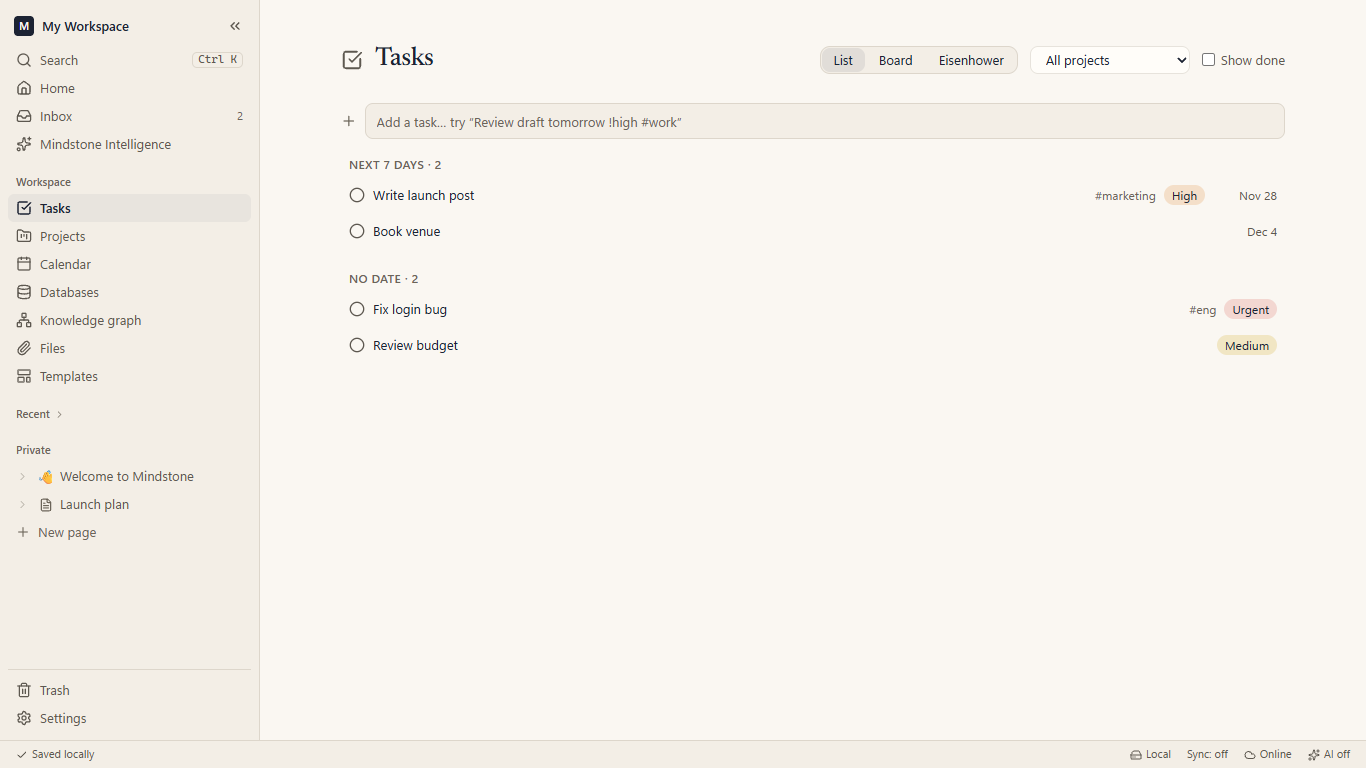 M My Workspace
Search Ctrl K
Home
Inbox 2
Mindstone Intelligence
Workspace
Tasks
Projects
Calendar
Databases
Knowledge graph
Files
Templates
Recent
Private
Welcome to Mindstone
Launch plan
New page
Trash
Settings
Tasks
List Board Eisenhower All projects Show done
Add a task… try “Review draft tomorrow !high #work”
NEXT 7 DAYS · 2
Write launch post #marketing High Nov 28
Book venue Dec 4
NO DATE · 2
Fix login bug #eng Urgent
Review budget Medium
Saved locally Local Sync: off Online AI off